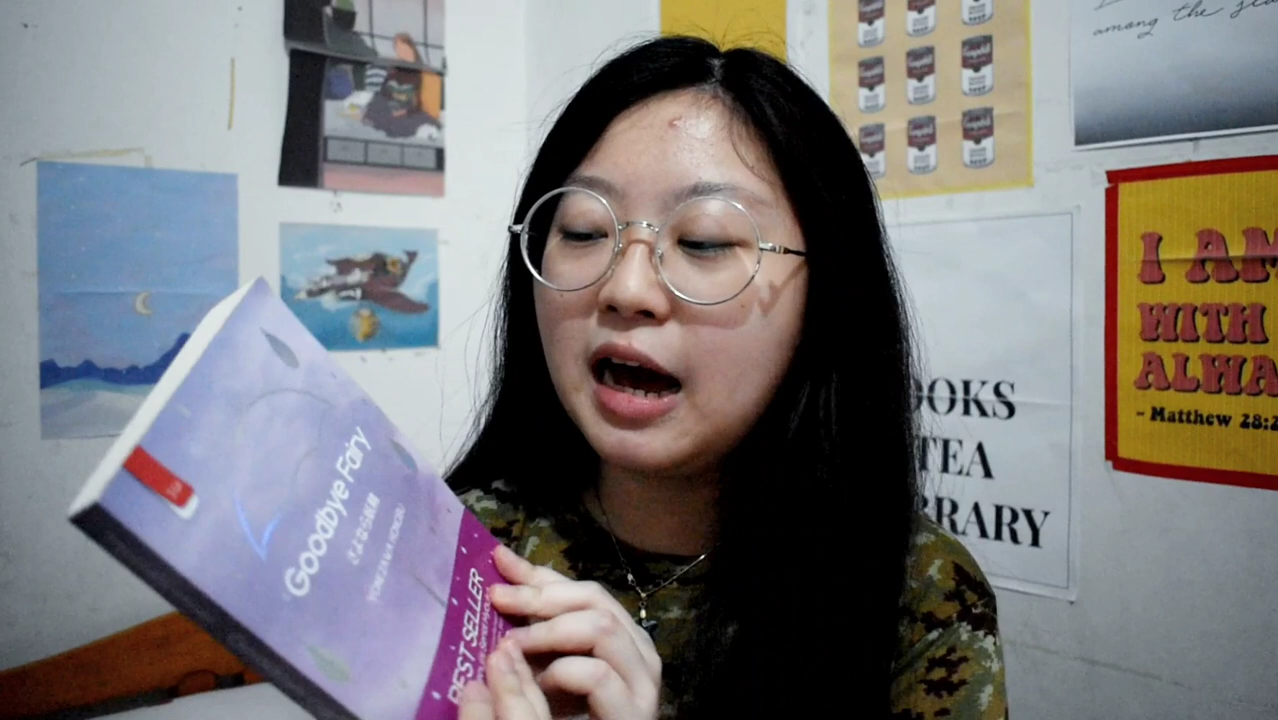 among the
Goodbye Fairy
さよなら妖精
YONEZAWA HONOBU
BEST SELLER
OOKS
TEA
RARY
I AM
WITH
ALWA
- Matthew 28:2